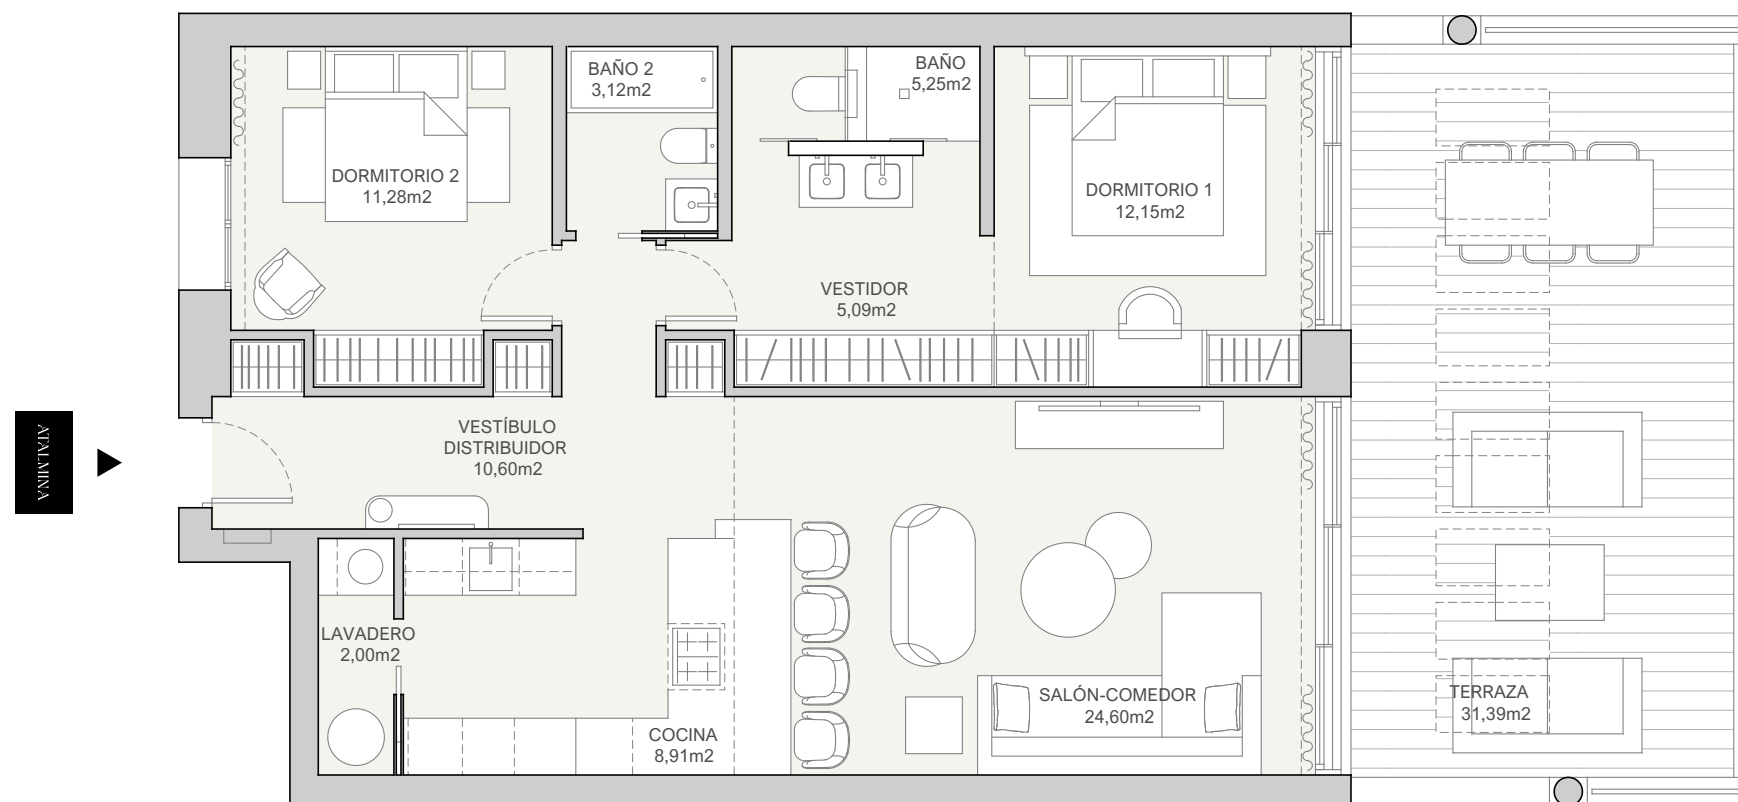 BAÑO 2
3,12m2
BAÑO
5,25m2
DORMITORIO 2
11,28m2
DORMITORIO 1
12,15m2
VESTIDOR
5,09m2
VESTÍBULO
DISTRIBUIDOR
10,60m2
ATALMINA
LAVADERO
2,00m2
COCINA
8,91m2
SALÓN-COMEDOR
24,60m2
TERRAZA
31,39m2